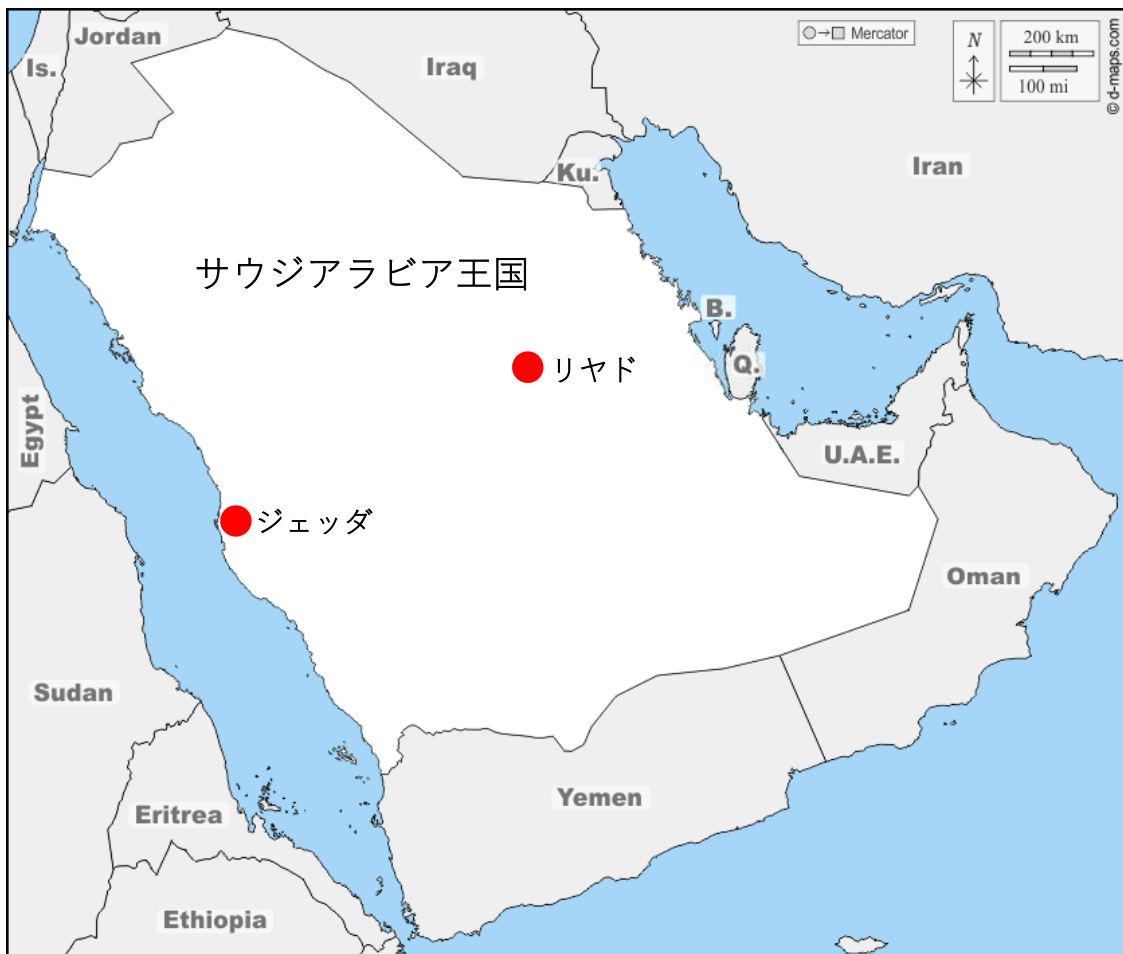 Jordan
Is.
Iraq
Mercator
N
200 km
100 mi
© d-maps.com
Ku.
Iran
サウジアラビア王国
B.
Q.
リヤド
Egypt
U.A.E.
ジェッダ
Oman
Sudan
Yemen
Eritrea
Ethiopia